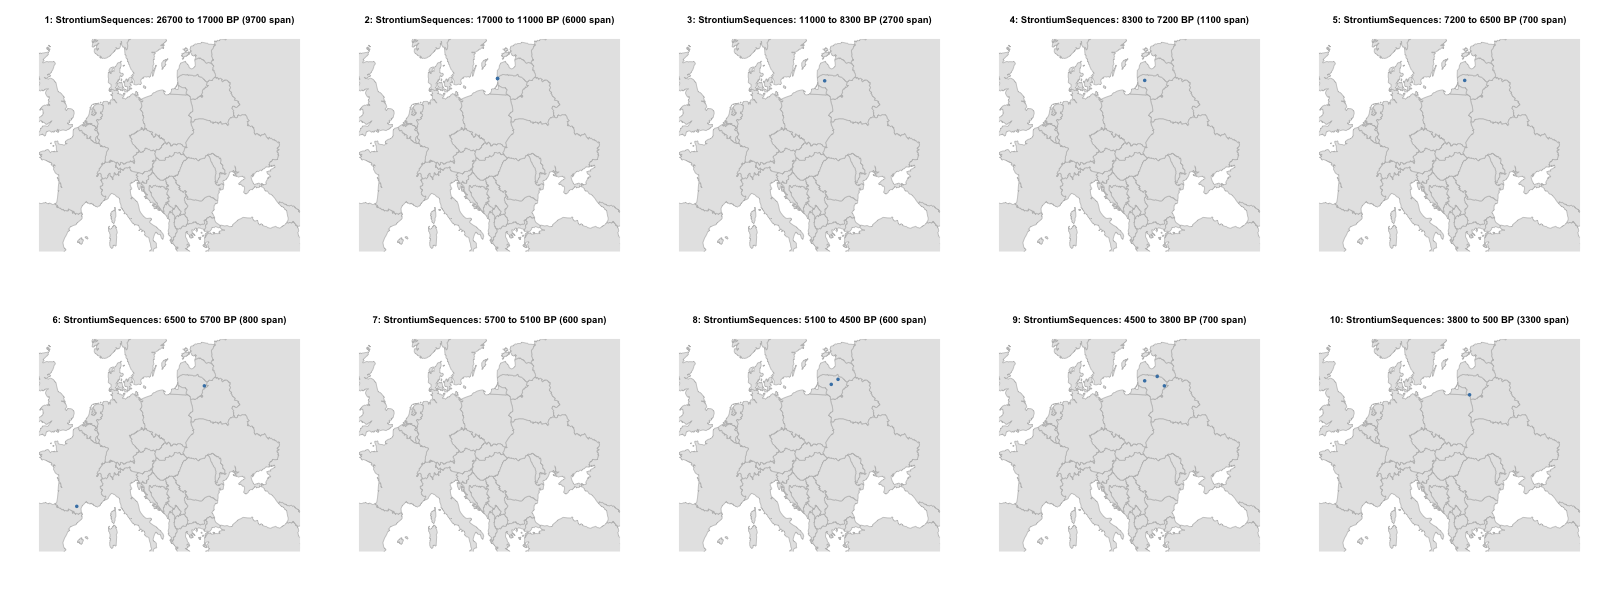 1: StrontiumSequences: 26700 to 17000 BP (9700 span)
2: StrontiumSequences: 17000 to 11000 BP (6000 span)
3: StrontiumSequences: 11000 to 8300 BP (2700 span)
4: StrontiumSequences: 8300 to 7200 BP (1100 span)
5: StrontiumSequences: 7200 to 6500 BP (700 span)
6: StrontiumSequences: 6500 to 5700 BP (800 span)
7: StrontiumSequences: 5700 to 5100 BP (600 span)
8: StrontiumSequences: 5100 to 4500 BP (600 span)
9: StrontiumSequences: 4500 to 3800 BP (700 span)
10: StrontiumSequences: 3800 to 500 BP (3300 span)